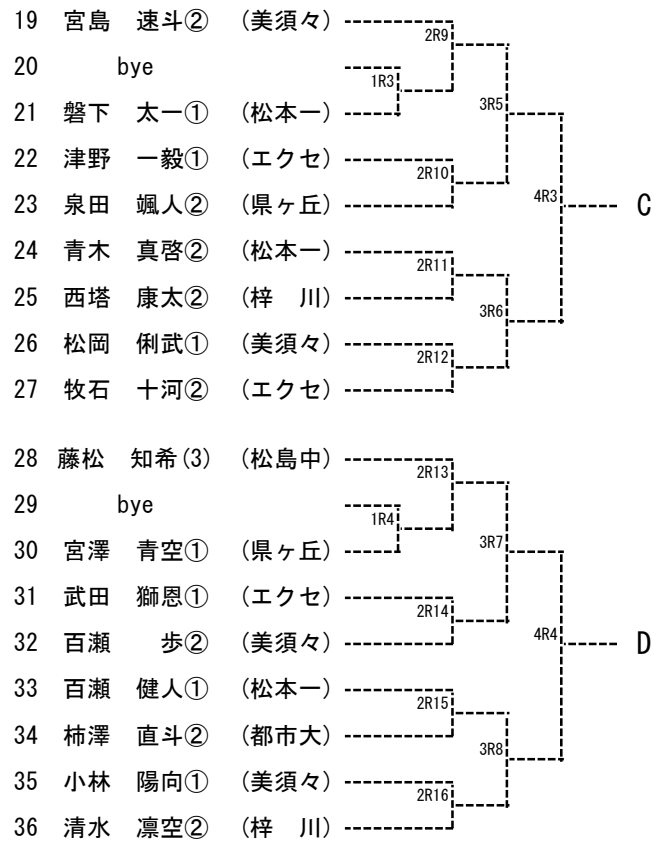 19 宮島 速斗② (美須々)
2R9
20 bye
1R3
21 磐下 太一① (松本一)
3R5
22 津野 一毅① (エクセ)
2R10
23 泉田 颯人② (県ヶ丘)
4R3 C
24 青木 真啓② (松本一)
2R11
25 西塔 康太② (梓 川)
3R6
26 松岡 俐武① (美須々)
2R12
27 牧石 十河② (エクセ)
28 藤松 知希(3) (松島中)
2R13
29 bye
1R4
30 宮澤 青空① (県ヶ丘)
3R7
31 武田 獅恩① (エクセ)
2R14
32 百瀬 歩② (美須々)
4R4 D
33 百瀬 健人① (松本一)
2R15
34 柿澤 直斗② (都市大)
3R8
35 小林 陽向① (美須々)
2R16
36 清水 凛空② (梓 川)